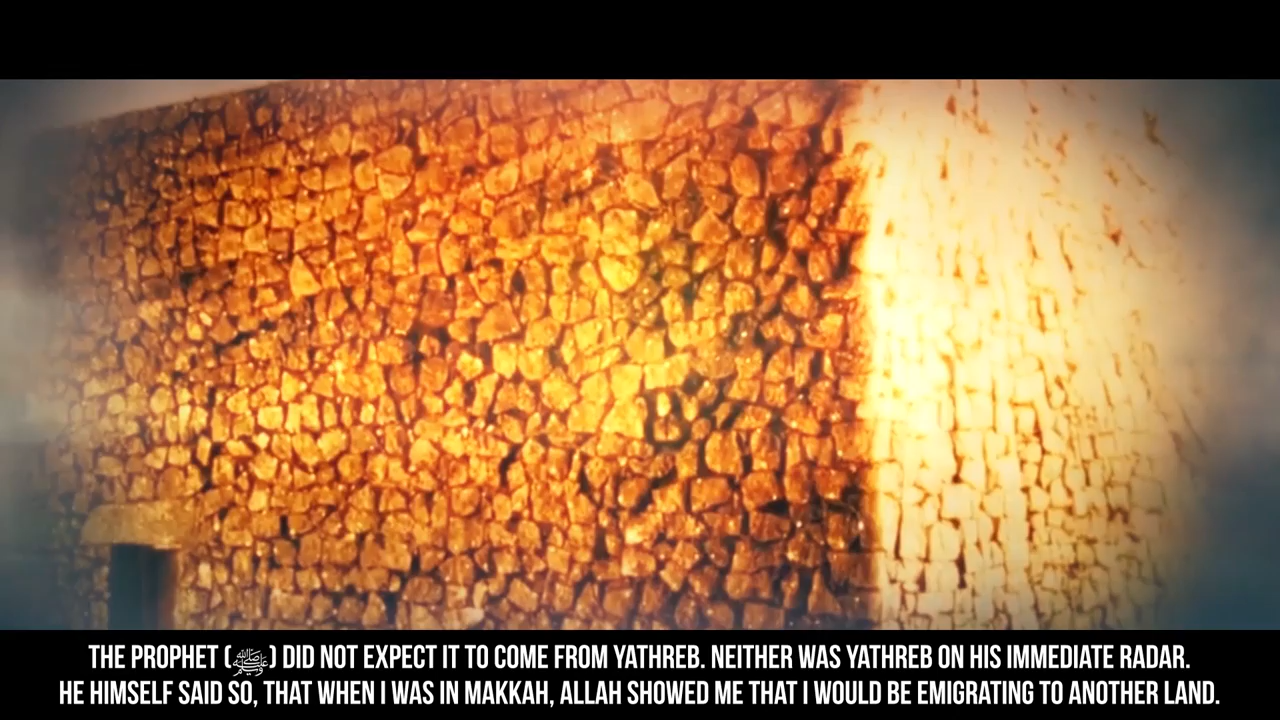 THE PROPHET (ﷺ) DID NOT EXPECT IT TO COME FROM YATHREB. NEITHER WAS YATHREB ON HIS IMMEDIATE RADAR.
HE HIMSELF SAID SO, THAT WHEN I WAS IN MAKKAH, ALLAH SHOWED ME THAT I WOULD BE EMIGRATING TO ANOTHER LAND.